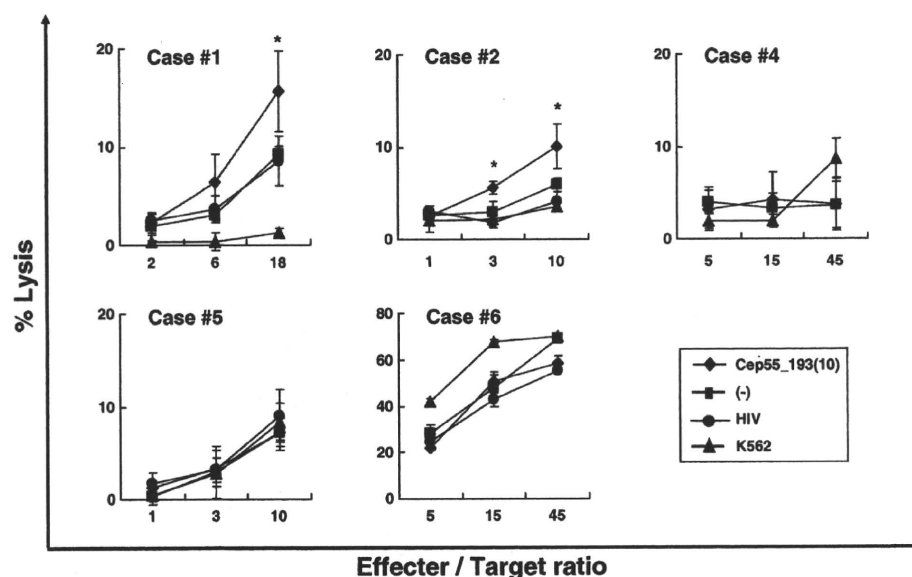 % Lysis
Case #1
*
20
10
0
2 6 18
Case #2
*
*
20
10
0
1 3 10
Case #4
20
10
0
5 15 45
Case #5
20
10
0
1 3 10
Case #6
80
60
40
20
0
5 15 45
Cep55_193(10)
(-)
HIV
K562
Effecter / Target ratio